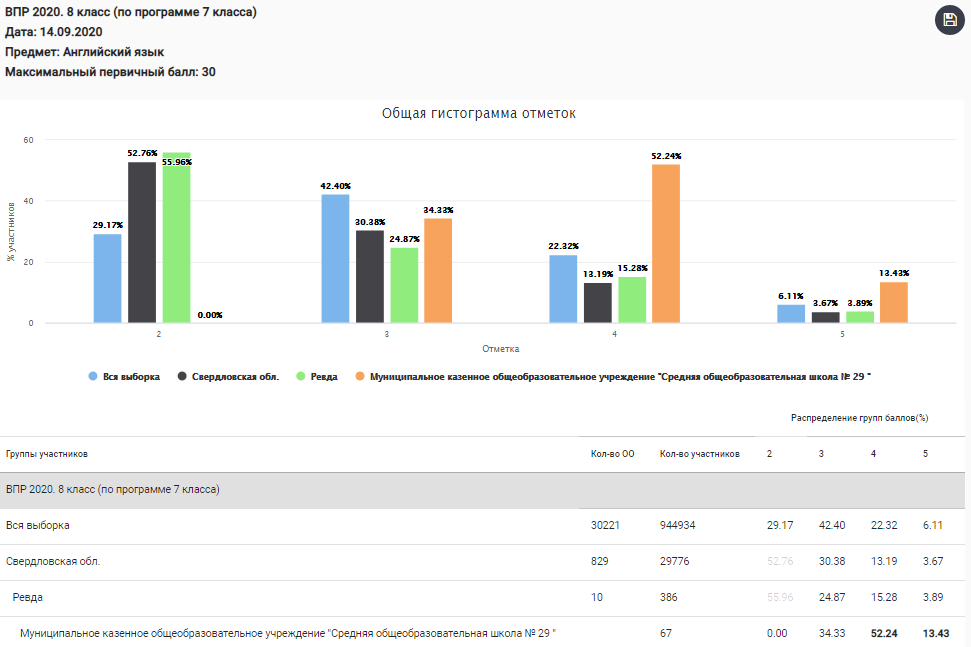 ВПР 2020. 8 класс (по программе 7 класса)
Дата: 14.09.2020
Предмет: Английский язык
Максимальный первичный балл: 30
Общая гистограмма отметок
% участников
60
40
20
0
29.17% 52.76% 55.96% 0.00%
42.40% 30.38% 24.87% 34.33%
22.32% 13.19% 15.28% 52.24%
6.11% 3.67% 3.89% 13.43%
2 3 4 5
Отметка
Вся выборка Свердловская обл. Ревда Муниципальное казенное общеобразовательное учреждение "Средняя общеобразовательная школа № 29 "
Распределение групп баллов(%)
Группы участников Кол-во ОО Кол-во участников 2 3 4 5
ВПР 2020. 8 класс (по программе 7 класса)
Вся выборка 30221 944934 29.17 42.40 22.32 6.11
Свердловская обл. 829 29776 52.76 30.38 13.19 3.67
Ревда 10 386 55.96 24.87 15.28 3.89
Муниципальное казенное общеобразовательное учреждение "Средняя общеобразовательная школа № 29 " 67 0.00 34.33 52.24 13.43